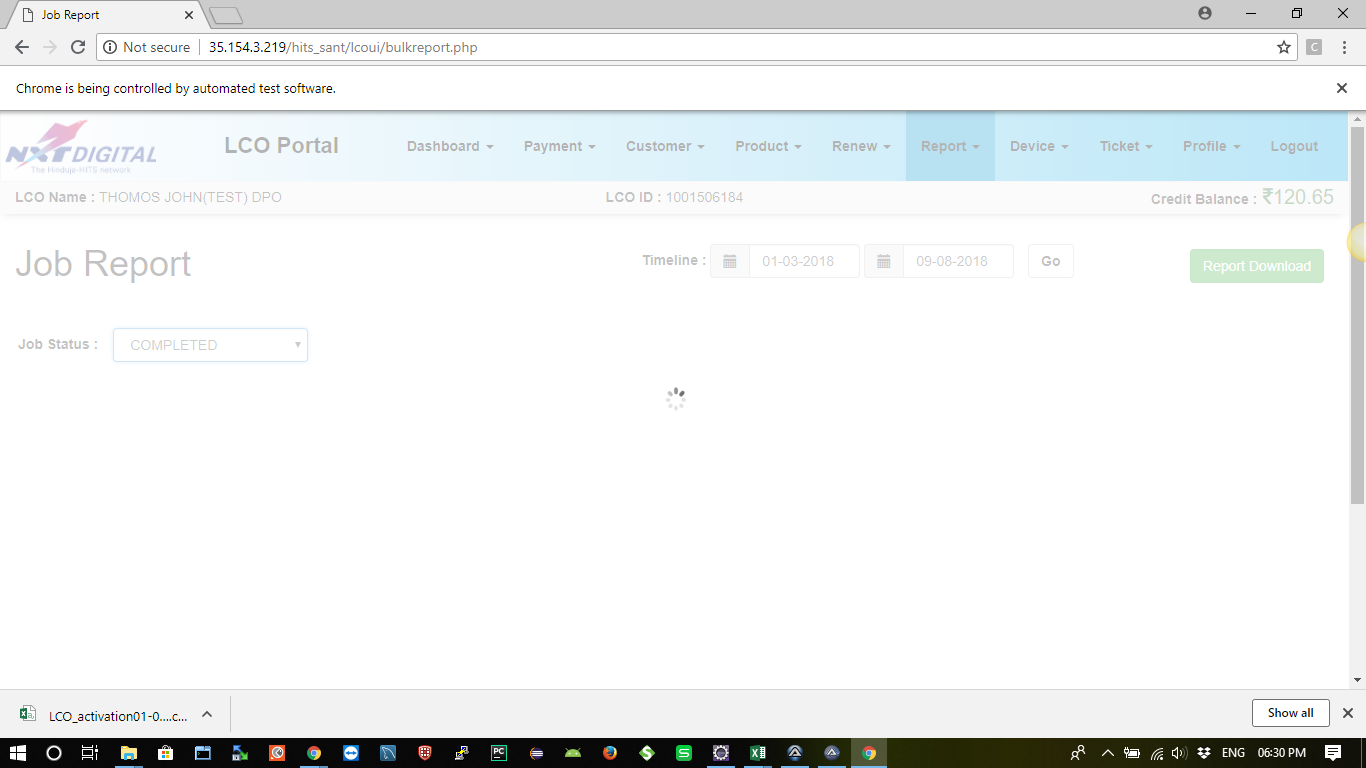 Job Report
Not secure
35.154.3.219/hits_sant/lcoui/bulkreport.php
C
Chrome is being controlled by automated test software.
NXTDIGITAL
The Hinduja-HITS network
LCO Portal
Dashboard
Payment
Customer
Product
Renew
Report
Device
Ticket
Profile
Logout
LCO Name : THOMOS JOHN(TEST) DPO
LCO ID : 1001506184
Credit Balance : ₹120.65
Job Report
Timeline :
01-03-2018
09-08-2018
Go
Report Download
Job Status :
COMPLETED
LCO_activation01-0....c...
Show all
PC
ENG
06:30 PM